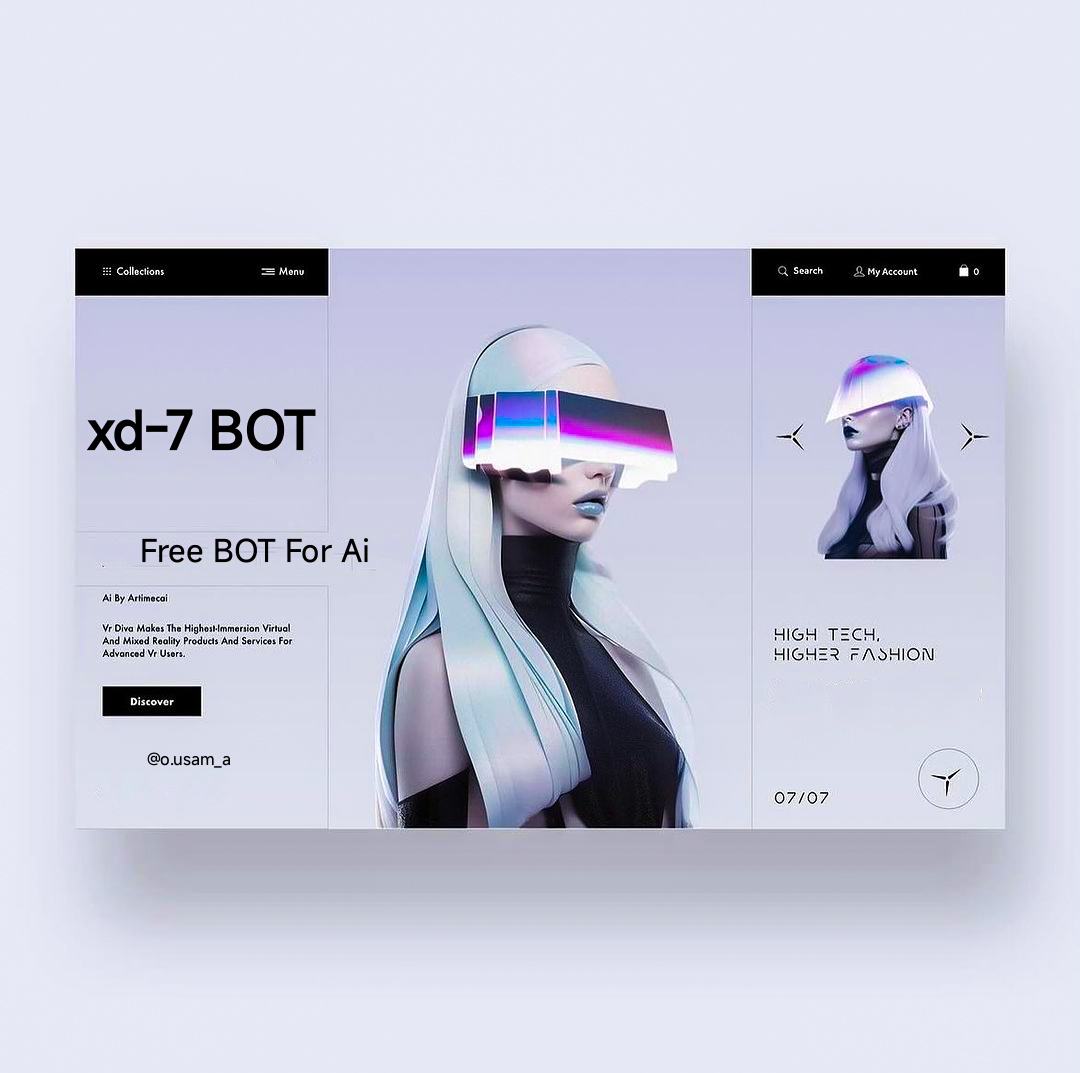 Collections
Menu
Search
My Account
0
xd-7 BOT
Free BOT For Ai
Ai By Artimecai
Vr Diva Makes The Highest-Immersion Virtual
And Mixed Reality Products And Services For
Advanced Vr Users.
Discover
@o.usam_a
HIGH TECH,
HIGHER FASHION
07/07